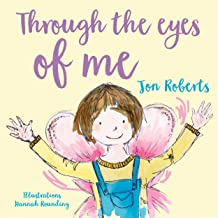 Through the eyes
of me
Jon Roberts
Illustrations
Hannah Rounding